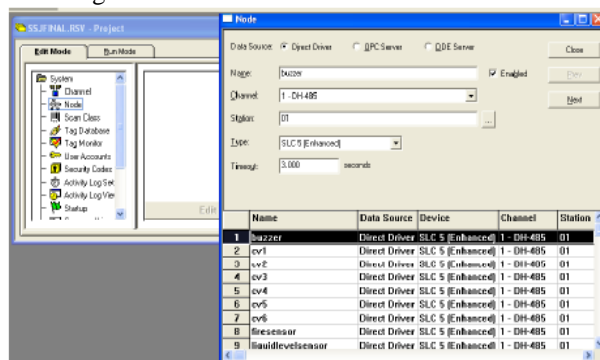 SSJFINAL.RSV - Project
Edit Mode Run Mode
System
Channel
Node
Scan Class
Tag Database
Tag Monitor
User Accounts
Security Codes
Activity Log Set
Activity Log View
Startup
Edit
Node
Data Source: Direct Driver OPC Server DDE Server
Close
Name: buzzer Enabled
Prev
Channel: 1 - DH-485
Next
Station: 01 ...
Type: SLC 5 (Enhanced)
Timeout: 3.000 seconds
Name Data Source Device Channel Station
1 buzzer Direct Driver SLC 5 (Enhanced) 1 - DH-485 01
2 cv1 Direct Driver SLC 5 (Enhanced) 1 - DH-485 01
3 cv2 Direct Driver SLC 5 (Enhanced) 1 - DH-485 01
4 cv3 Direct Driver SLC 5 (Enhanced) 1 - DH-485 01
5 cv4 Direct Driver SLC 5 (Enhanced) 1 - DH-485 01
6 cv5 Direct Driver SLC 5 (Enhanced) 1 - DH-485 01
7 cv6 Direct Driver SLC 5 (Enhanced) 1 - DH-485 01
8 firesensor Direct Driver SLC 5 (Enhanced) 1 - DH-485 01
9 liquidlevelsensor Direct Driver SLC 5 (Enhanced) 1 - DH-485 01